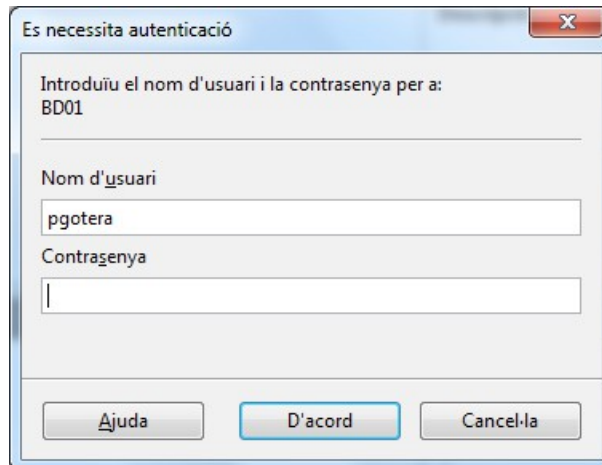 Es necessita autenticació
Introduïu el nom d'usuari i la contrasenya per a:
BD01
Nom d'usuari
pgotera
Contrasenya
Ajuda D'acord Cancel·la